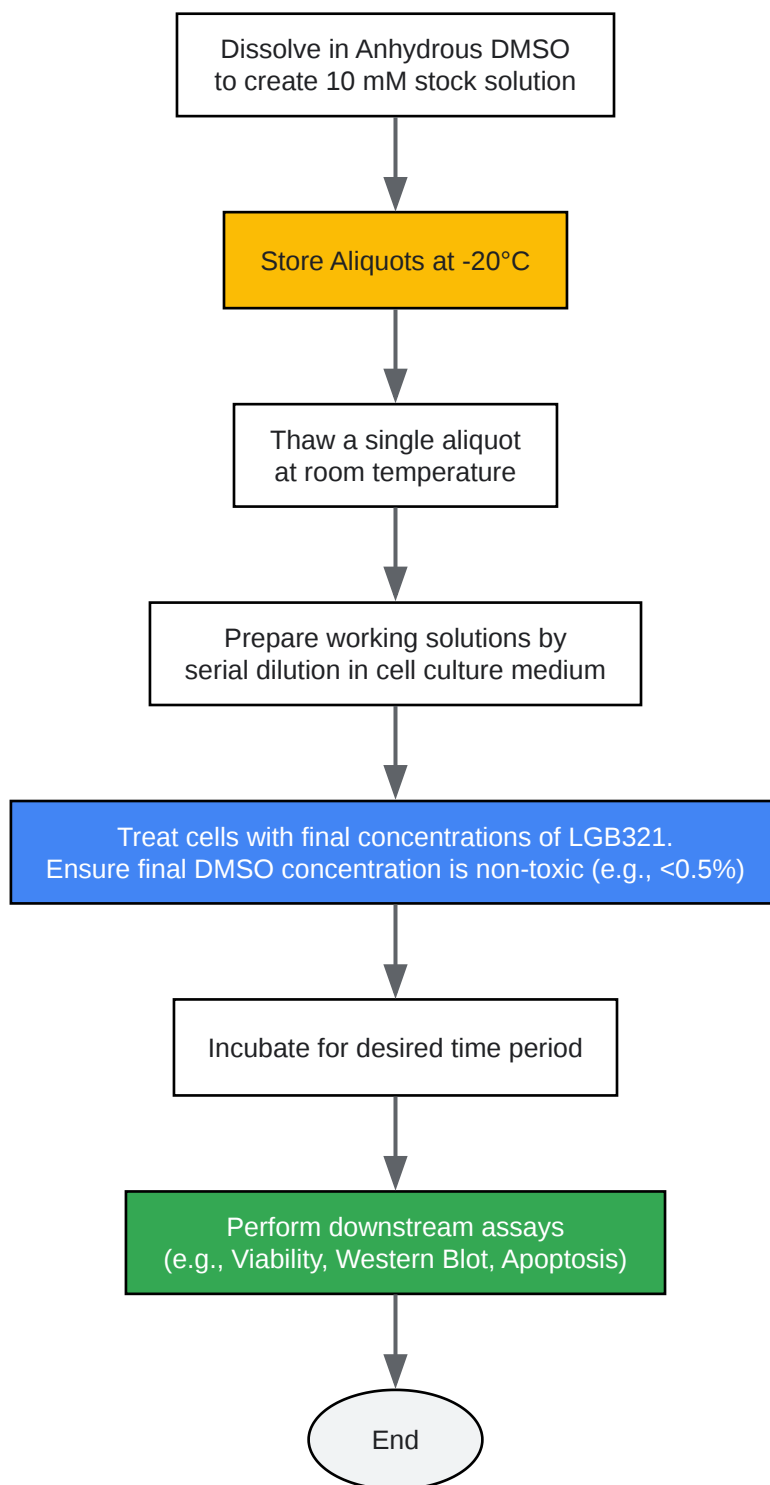 Dissolve in Anhydrous DMSO
to create 10 mM stock solution
Store Aliquots at -20°C
Thaw a single aliquot
at room temperature
Prepare working solutions by
serial dilution in cell culture medium
Treat cells with final concentrations of LGB321.
Ensure final DMSO concentration is non-toxic (e.g., <0.5%)
Incubate for desired time period
Perform downstream assays
(e.g., Viability, Western Blot, Apoptosis)
End